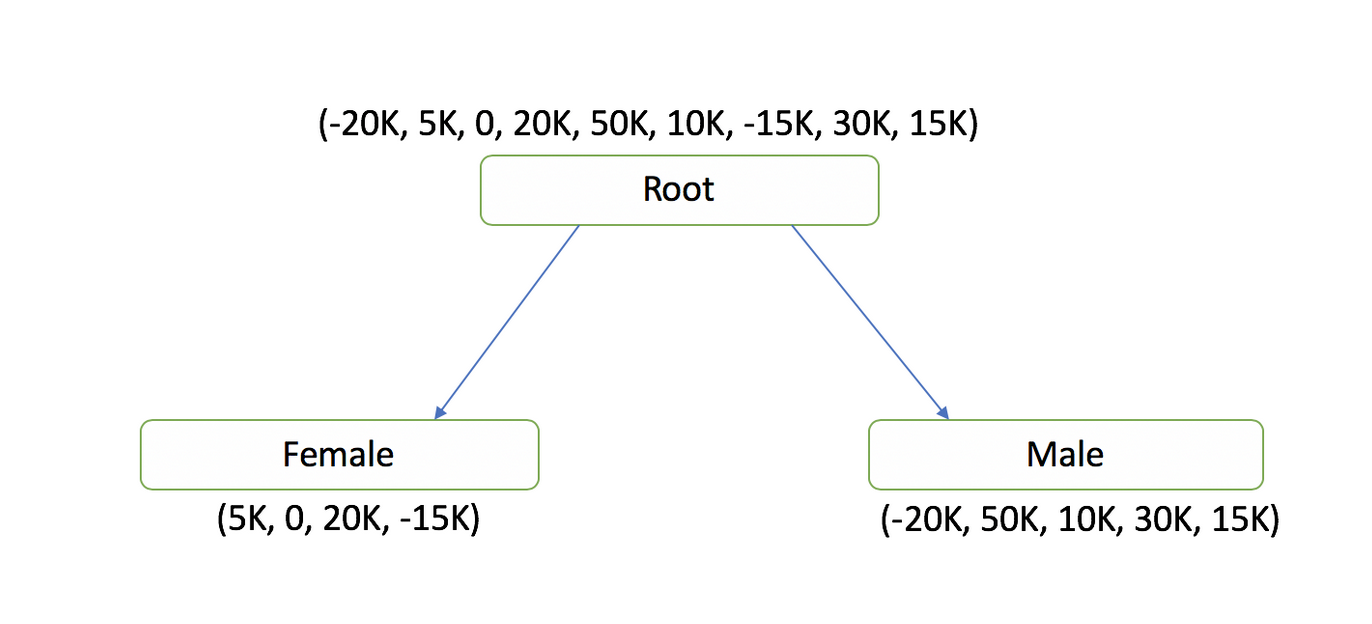 (-20K, 5K, 0, 20K, 50K, 10K, -15K, 30K, 15K)
Root
Female
Male
(5K, 0, 20K, -15K)
(-20K, 50K, 10K, 30K, 15K)